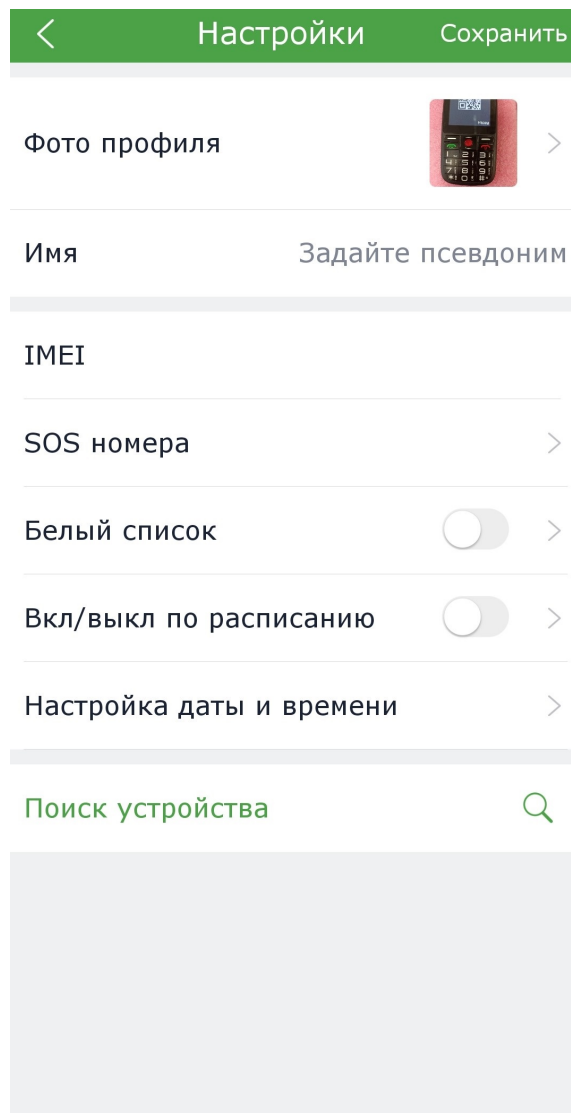 Настройки Сохранить
Фото профиля
Имя Задайте псевдоним
IMEI
SOS номера
Белый список
Вкл/выкл по расписанию
Настройка даты и времени
Поиск устройства